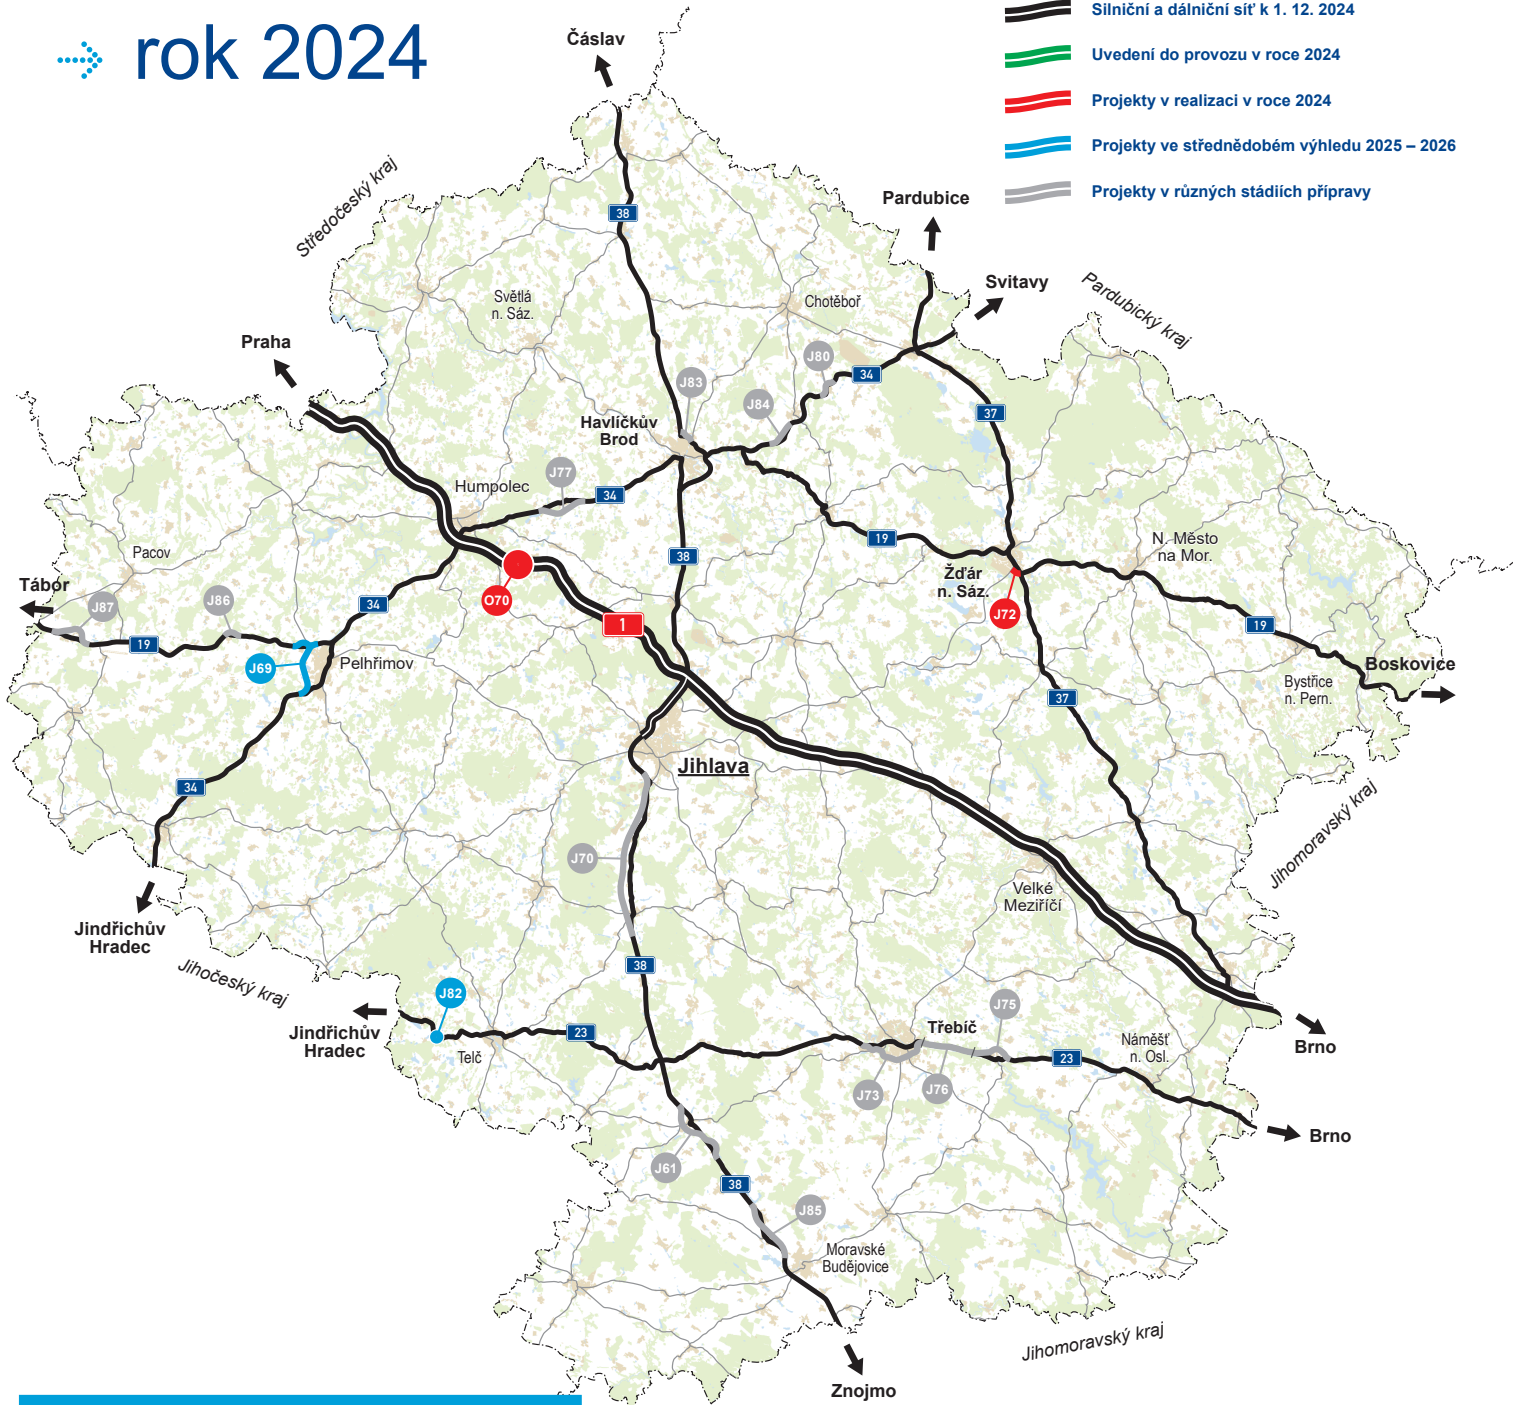 rok 2024
Silniční a dálniční síť k 1. 12. 2024
Uvedení do provozu v roce 2024
Projekty v realizaci v roce 2024
Projekty ve střednědobém výhledu 2025 – 2026
Projekty v různých stádiích přípravy
Čáslav
Středočeský kraj
38
Pardubice
Svitavy
Pardubický kraj
Světlá
n. Sáz.
Chotěboř
Praha
J80
34
J83
J84
37
Havlíčkův
Brod
J77
Humpolec
34
19
38
N. Město
na Mor.
Pacov
Žďár
n. Sáz.
Tábor
J87
J86
34
O70
1
J72
19
19
J69
Pelhřimov
Boskovice
Bystřice
n. Pern.
37
34
Jihlava
Jihomoravský kraj
J70
Velké
Meziříčí
Jindřichův
Hradec
Jihočeský kraj
38
J82
J75
Jindřichův
Hradec
23
Telč
Třebíč
Náměšť
n. Osl.
23
Brno
J73
J76
Brno
J61
38
J85
Moravské
Budějovice
Jihomoravský kraj
Znojmo